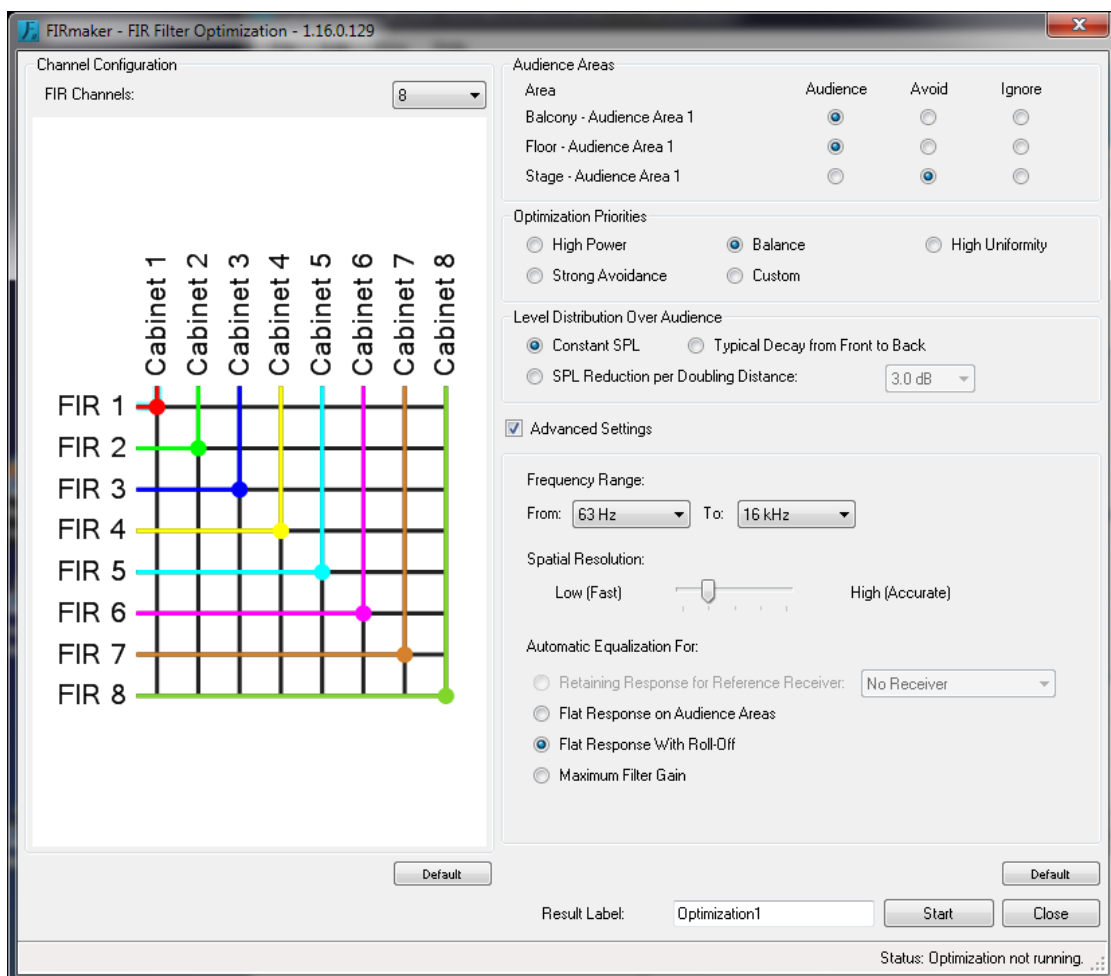 FIRmaker - FIR Filter Optimization - 1.16.0.129
Channel Configuration
FIR Channels: 8
Cabinet 1
Cabinet 2
Cabinet 3
Cabinet 4
Cabinet 5
Cabinet 6
Cabinet 7
Cabinet 8
FIR 1
FIR 2
FIR 3
FIR 4
FIR 5
FIR 6
FIR 7
FIR 8
Default
Audience Areas
Area Audience Avoid Ignore
Balcony - Audience Area 1
Floor - Audience Area 1
Stage - Audience Area 1
Optimization Priorities
High Power Balance High Uniformity
Strong Avoidance Custom
Level Distribution Over Audience
Constant SPL Typical Decay from Front to Back
SPL Reduction per Doubling Distance: 3.0 dB
Advanced Settings
Frequency Range:
From: 63 Hz To: 16 kHz
Spatial Resolution:
Low (Fast) High (Accurate)
Automatic Equalization For:
Retaining Response for Reference Receiver: No Receiver
Flat Response on Audience Areas
Flat Response With Roll-Off
Maximum Filter Gain
Default
Result Label: Optimization1 Start Close
Status: Optimization not running.